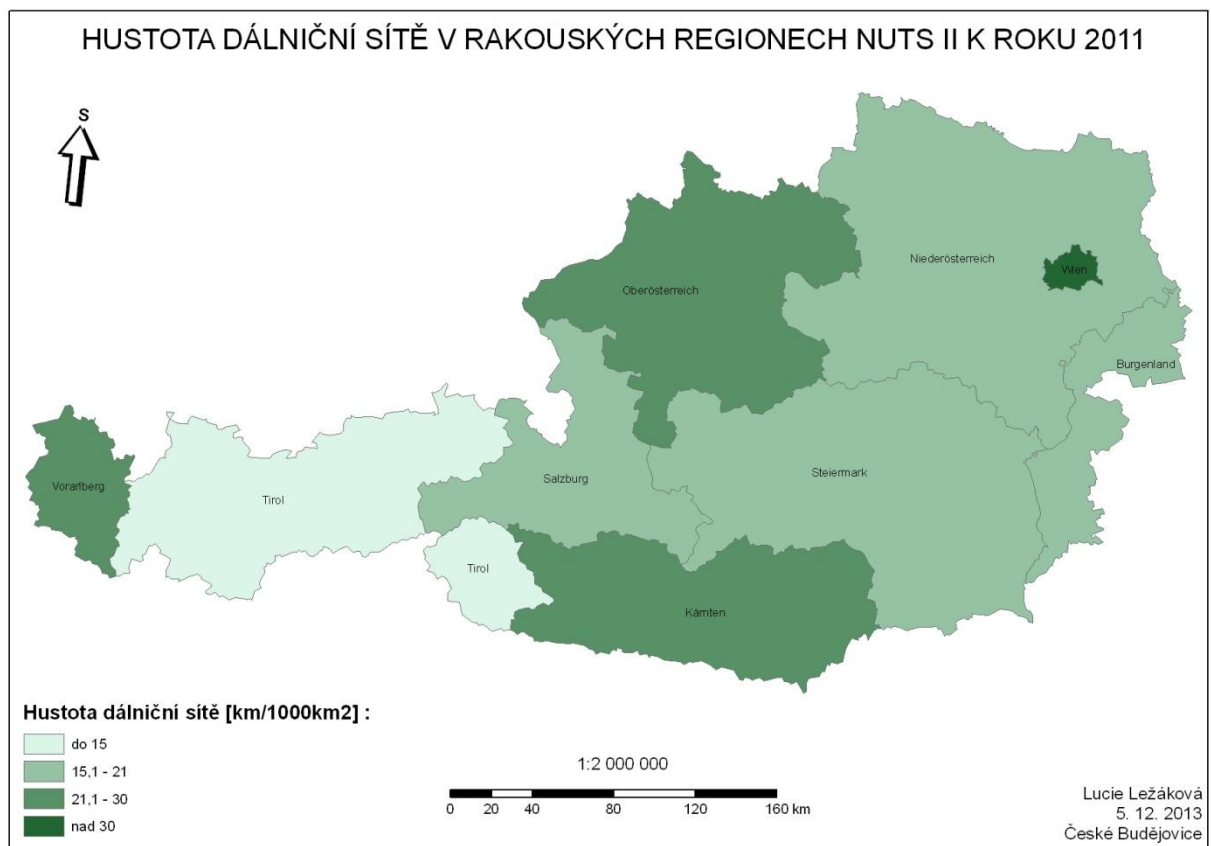 HUSTOTA DÁLNIČNÍ SÍTĚ V RAKOUSKÝCH REGIONECH NUTS II K ROKU 2011
S
Niederösterreich
Wien
Oberösterreich
Burgenland
Steiermark
Salzburg
Vorarlberg
Tirol
Tirol
Kärnten
Hustota dálniční sítě [km/1000km2] :
do 15
15,1 - 21
21,1 - 30
nad 30
1:2 000 000
0 20 40 80 120 160 km
Lucie Ležáková
5. 12. 2013
České Budějovice